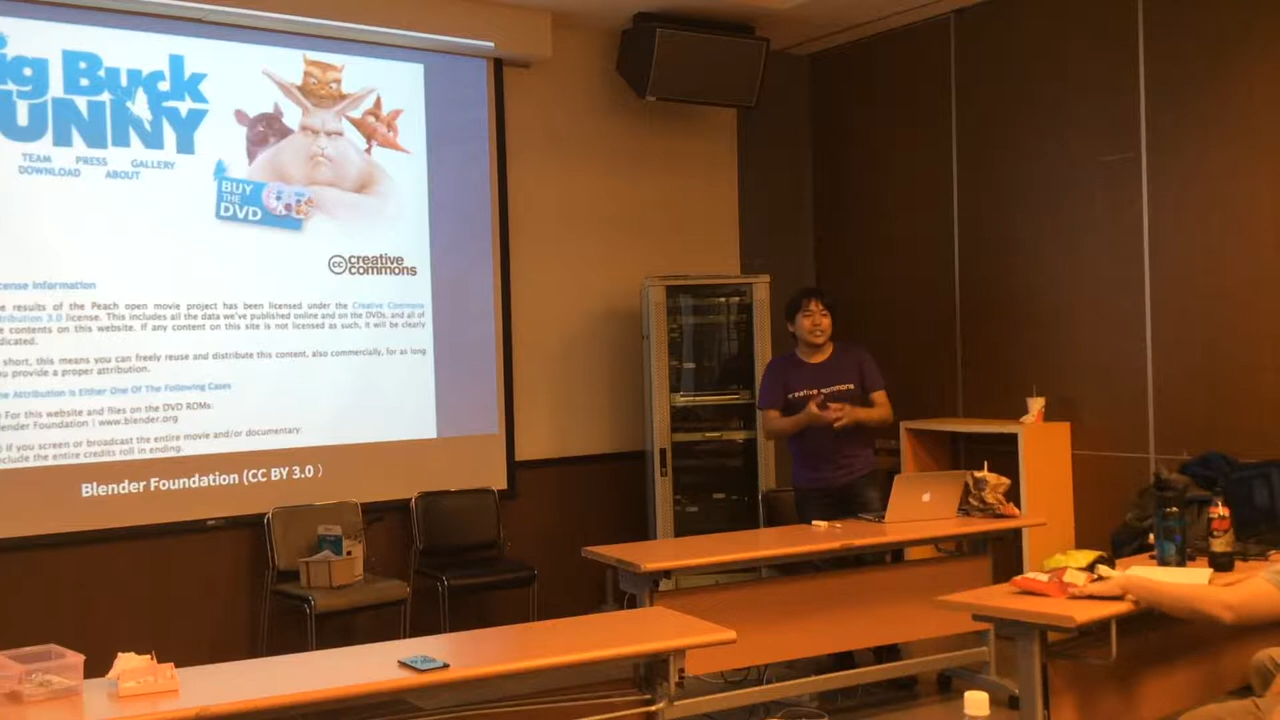 ig Buck
UNNY
TEAM PRESS GALLERY
DOWNLOAD ABOUT
BUY
THE
DVD
cc creative
commons
cense Information
e results of the Peach open movie project has been licensed under the Creative Commons
tribution 3.0 license. This includes all the data we've published online and on the DVDs, and all of
e contents on this website. If any content on this site is not licensed as such, it will be clearly
dicated.
short, this means you can freely reuse and distribute this content, also commercially, for as long
ou provide a proper attribution.
he Attribution is Either One Of The Following Cases
For this website and files on the DVD ROMs:
lender Foundation | www.blender.org
If you screen or broadcast the entire movie and/or documentary:
clude the entire credits roll in ending.
Blender Foundation (CC BY 3.0 )
creative commons